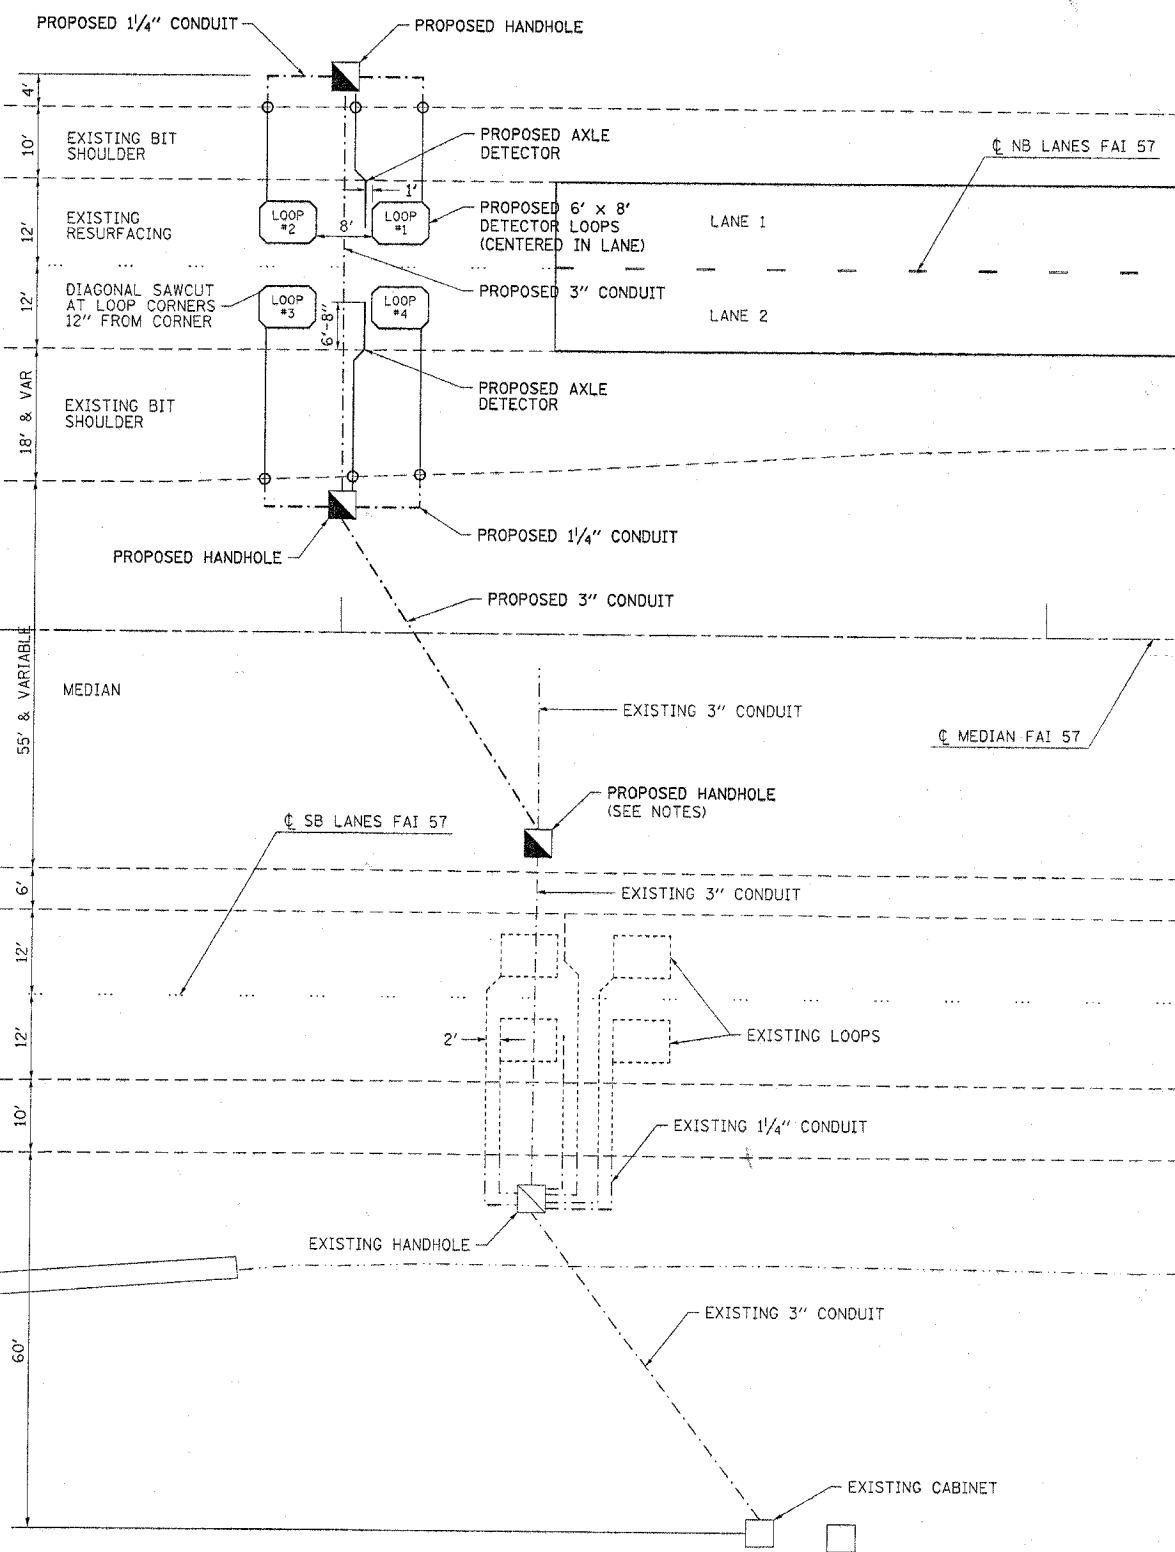 PROPOSED 1¼" CONDUIT
PROPOSED HANDHOLE
4'
10'
EXISTING BIT
SHOULDER
PROPOSED AXLE
DETECTOR
℄ NB LANES FAI 57
1'
12'
EXISTING
RESURFACING
LOOP
#2
8'
LOOP
#1
PROPOSED 6' x 8'
DETECTOR LOOPS
(CENTERED IN LANE)
LANE 1
12'
DIAGONAL SAWCUT
AT LOOP CORNERS
12" FROM CORNER
LOOP
#3
6'-8"
LOOP
#4
PROPOSED 3" CONDUIT
LANE 2
18' & VAR
EXISTING BIT
SHOULDER
PROPOSED AXLE
DETECTOR
PROPOSED HANDHOLE
PROPOSED 1¼" CONDUIT
PROPOSED 3" CONDUIT
55' & VARIABLE
MEDIAN
EXISTING 3" CONDUIT
℄ MEDIAN FAI 57
PROPOSED HANDHOLE
(SEE NOTES)
℄ SB LANES FAI 57
6'
EXISTING 3" CONDUIT
12'
12'
2'
EXISTING LOOPS
10'
EXISTING 1¼" CONDUIT
EXISTING HANDHOLE
60'
EXISTING 3" CONDUIT
EXISTING CABINET